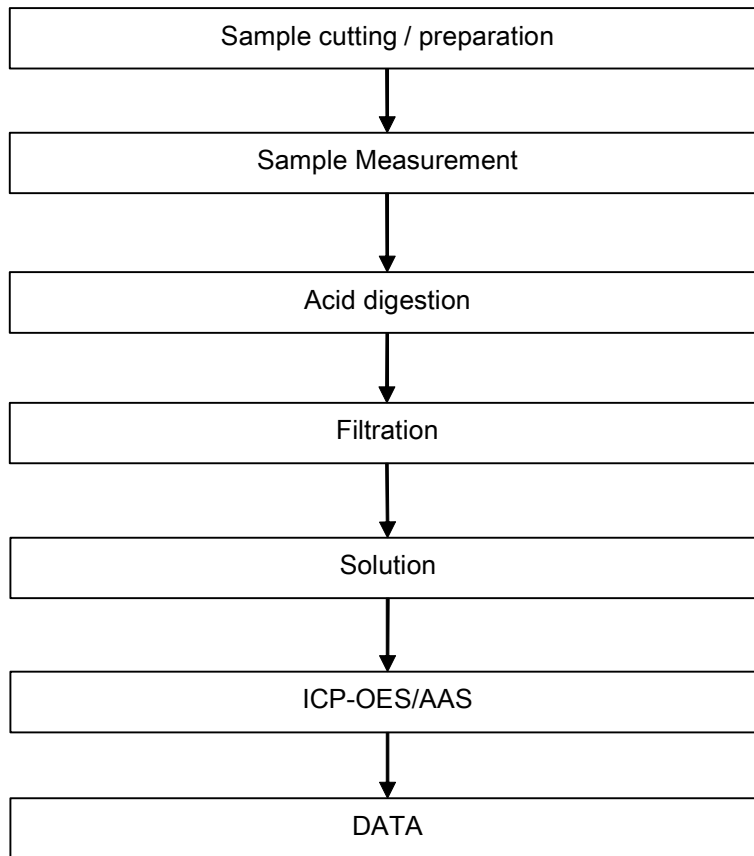 Sample cutting / preparation
Sample Measurement
Acid digestion
Filtration
Solution
ICP-OES/AAS
DATA